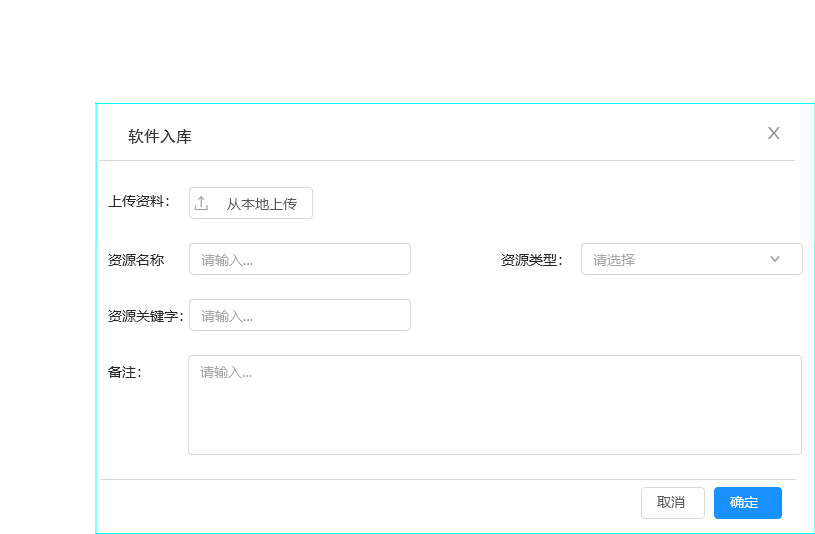 软件入库
上传资料： 从本地上传
资源名称 请输入... 资源类型： 请选择
资源关键字： 请输入...
备注： 请输入...
取消 确定